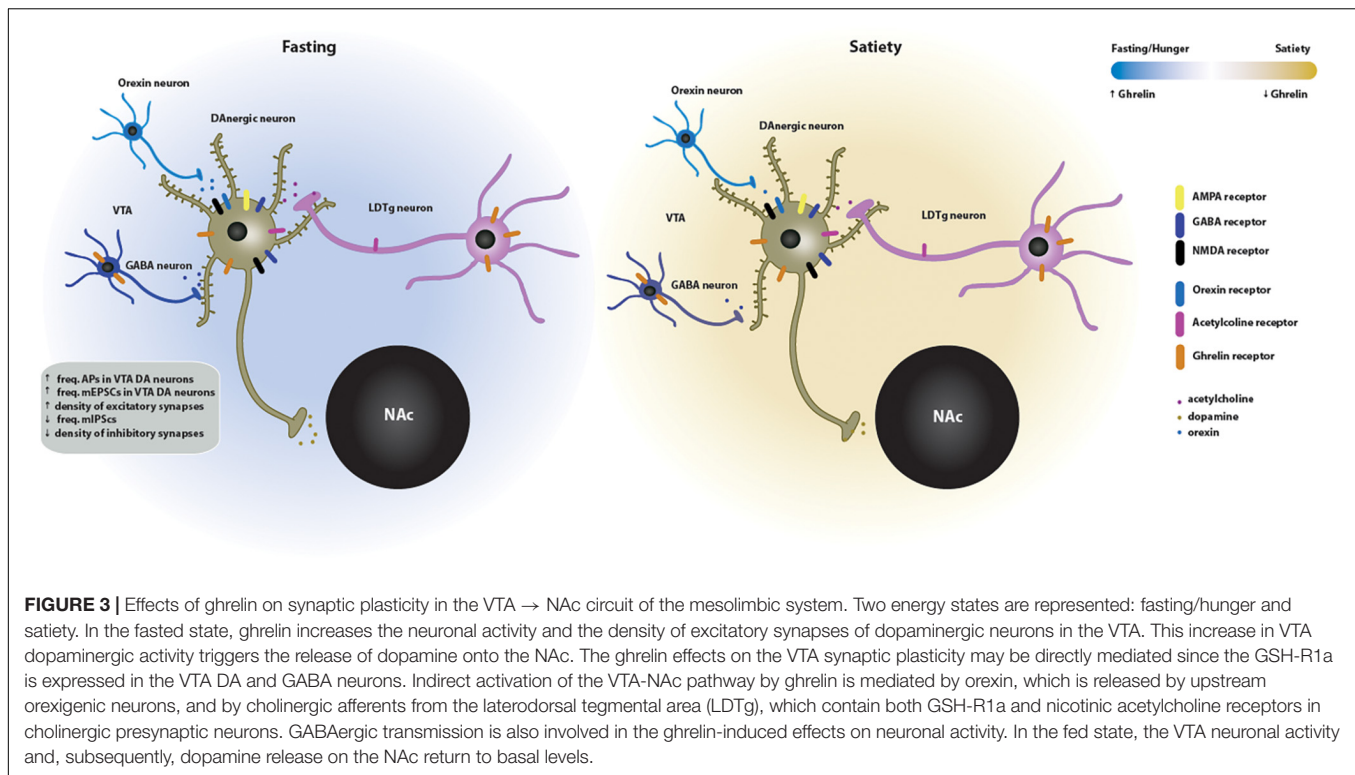 Fasting
Satiety
Fasting/Hunger
Satiety
↑ Ghrelin
↓ Ghrelin
Orexin neuron
DAnergic neuron
VTA
LDTg neuron
GABA neuron
↑ freq. APs in VTA DA neurons
↑ freq. mEPSCs in VTA DA neurons
↑ density of excitatory synapses
↓ freq. mIPSCs
↓ density of inhibitory synapses
NAc
Orexin neuron
DAnergic neuron
VTA
LDTg neuron
GABA neuron
NAc
AMPA receptor
GABA receptor
NMDA receptor
Orexin receptor
Acetylcoline receptor
Ghrelin receptor
acetylcholine
dopamine
orexin
FIGURE 3 | Effects of ghrelin on synaptic plasticity in the VTA → NAc circuit of the mesolimbic system. Two energy states are represented: fasting/hunger and
satiety. In the fasted state, ghrelin increases the neuronal activity and the density of excitatory synapses of dopaminergic neurons in the VTA. This increase in VTA
dopaminergic activity triggers the release of dopamine onto the NAc. The ghrelin effects on the VTA synaptic plasticity may be directly mediated since the GSH-R1a
is expressed in the VTA DA and GABA neurons. Indirect activation of the VTA-NAc pathway by ghrelin is mediated by orexin, which is released by upstream
orexigenic neurons, and by cholinergic afferents from the laterodorsal tegmental area (LDTg), which contain both GSH-R1a and nicotinic acetylcholine receptors in
cholinergic presynaptic neurons. GABAergic transmission is also involved in the ghrelin-induced effects on neuronal activity. In the fed state, the VTA neuronal activity
and, subsequently, dopamine release on the NAc return to basal levels.